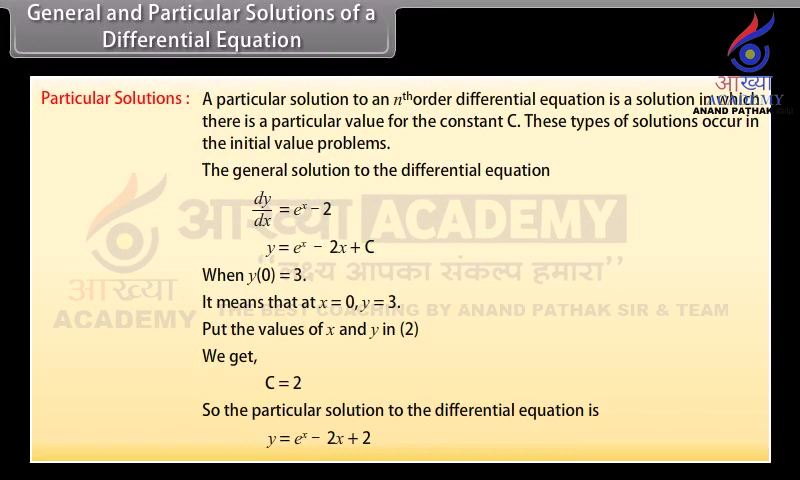 General and Particular Solutions of a
Differential Equation
आख्या
ACADEMY
ANAND PATHAK SIR
Particular Solutions : A particular solution to an nᵗʰorder differential equation is a solution in which
there is a particular value for the constant C. These types of solutions occur in
the initial value problems.
The general solution to the differential equation
dy/dx = eˣ – 2
y = eˣ – 2x + C
When y(0) = 3.
It means that at x = 0, y = 3.
Put the values of x and y in (2)
We get,
C = 2
So the particular solution to the differential equation is
y = eˣ – 2x + 2
आख्या ACADEMY
‘‘लक्ष्य आपका संकल्प हमारा’’
THE BEST COACHING BY ANAND PATHAK SIR & TEAM
आख्या
ACADEMY